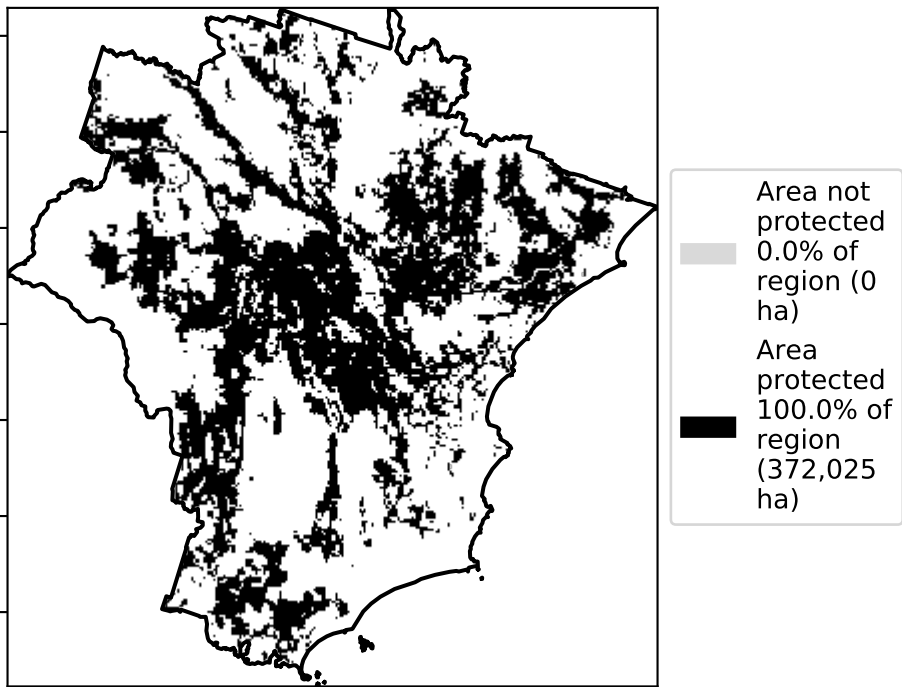 Area not
protected
0.0% of
region (0
ha)
Area
protected
100.0% of
region
(372,025
ha)